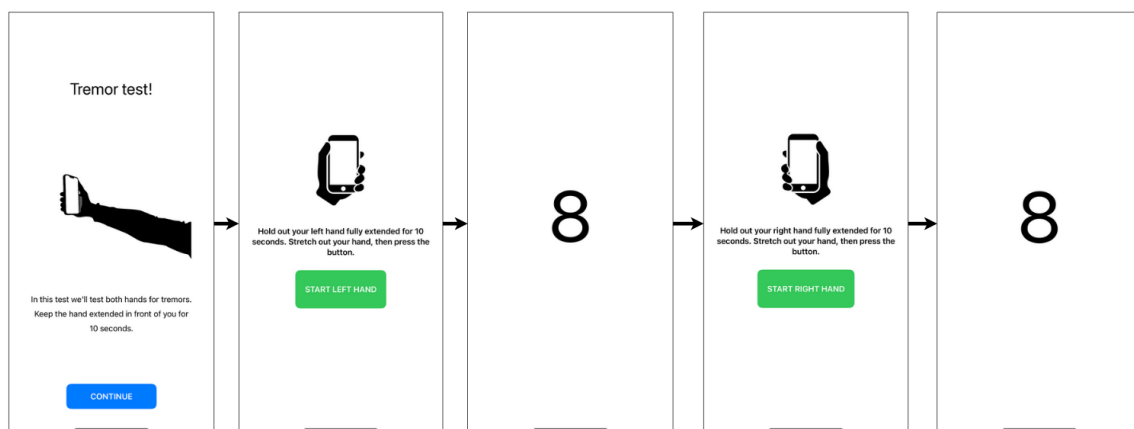 Tremor test!
In this test we'll test both hands for tremors.
Keep the hand extended in front of you for
10 seconds.
CONTINUE
Hold out your left hand fully extended for 10
seconds. Stretch out your hand, then press the
button.
START LEFT HAND
8
Hold out your right hand fully extended for 10
seconds. Stretch out your hand, then press the
button.
START RIGHT HAND
8